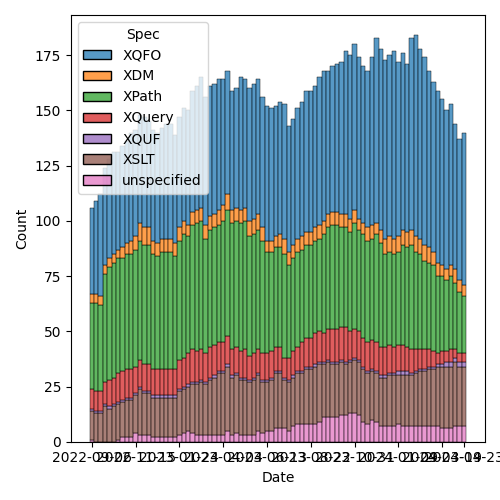 Spec
XQFO
XDM
XPath
XQuery
XQUF
XSLT
unspecified
175
150
125
100
75
50
25
0
Count
Date